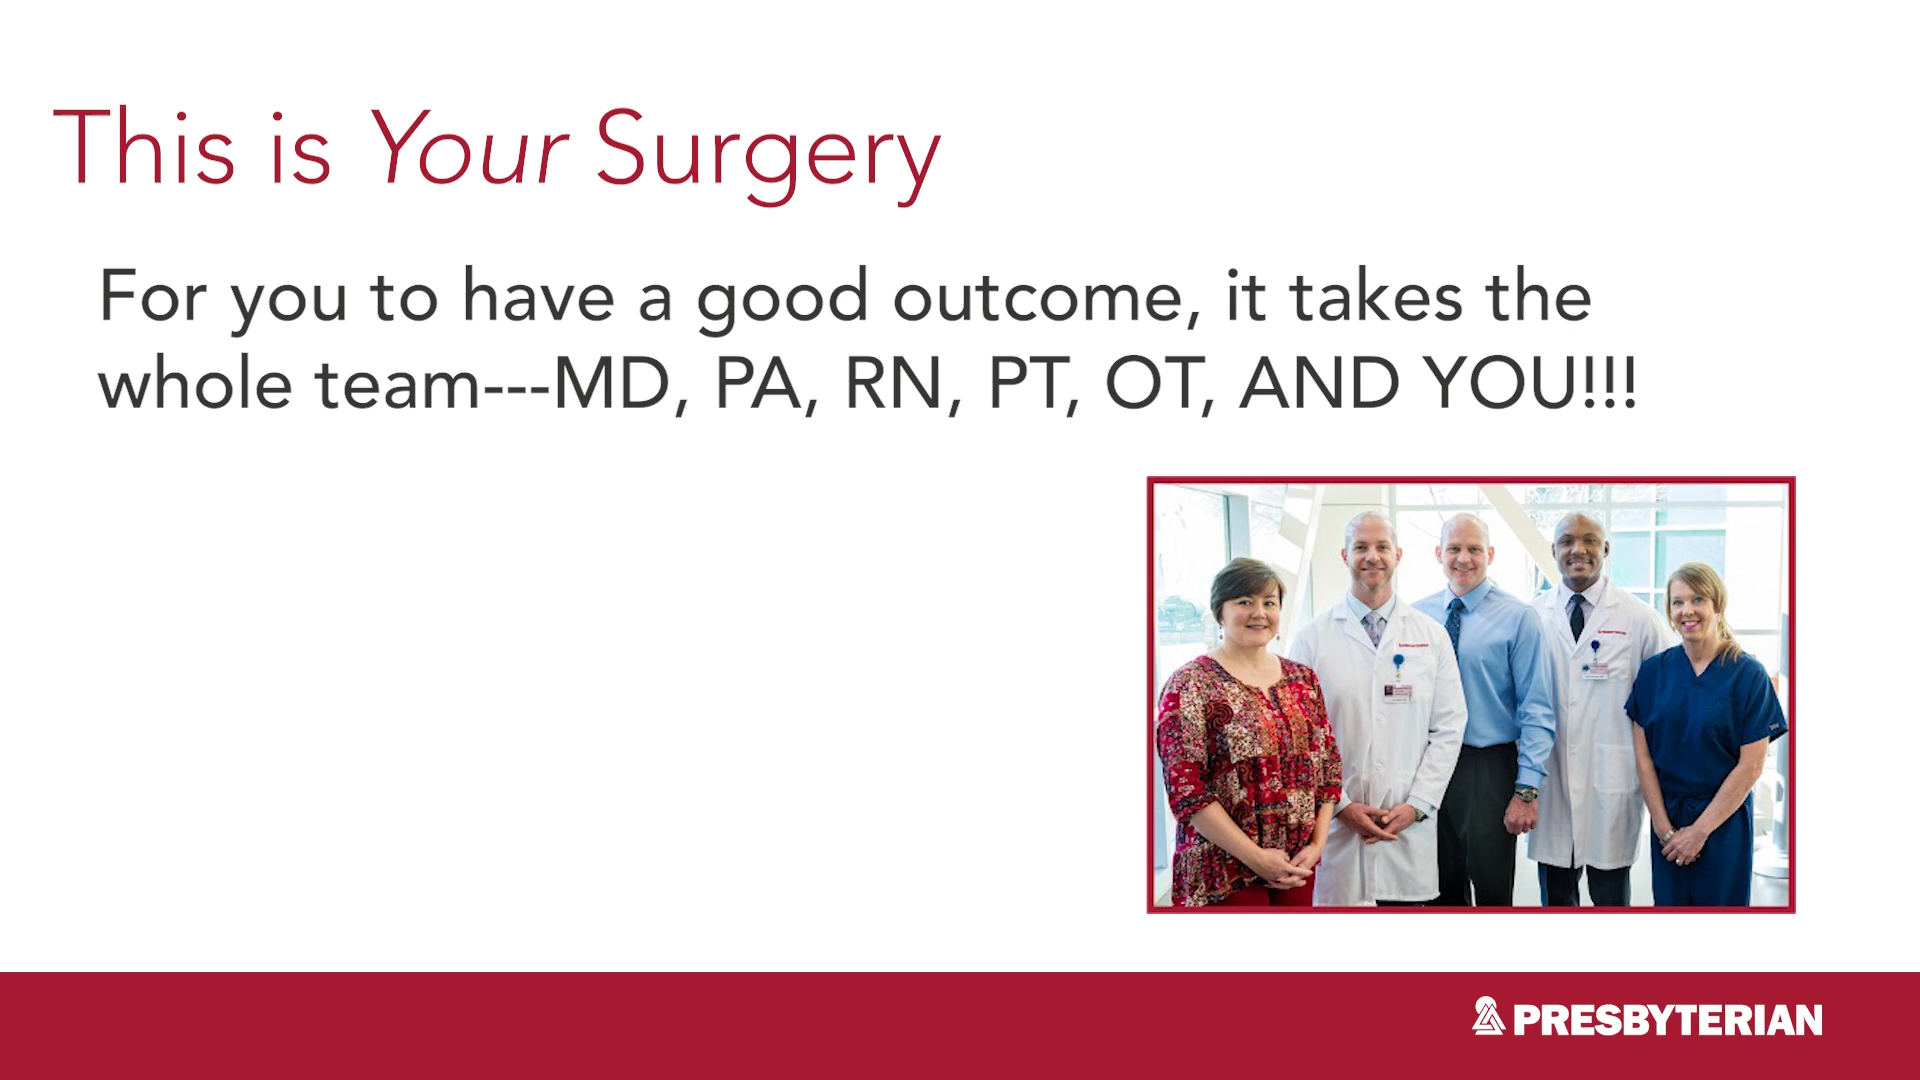 This is Your Surgery
For you to have a good outcome, it takes the
whole team---MD, PA, RN, PT, OT, AND YOU!!!
PRESBYTERIAN